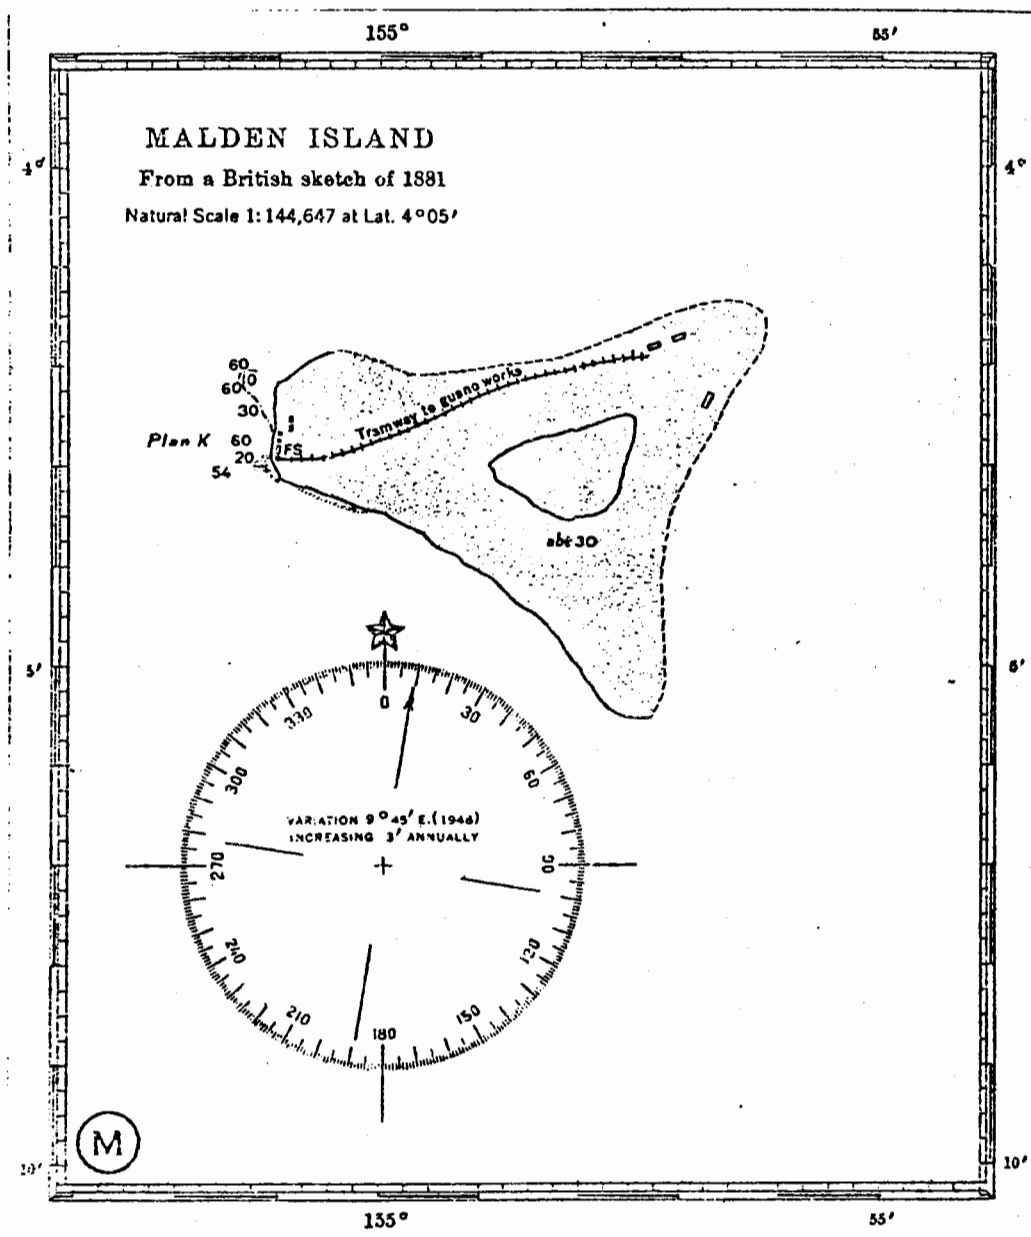 155°
55'
4°
4°
MALDEN ISLAND
From a British sketch of 1881
Natural Scale 1:144,647 at Lat. 4°05'
60
10
60
30
Plan K
60
20
54
FS
Tramway to guano works
abt 30
5'
5'
0
30
60
90
120
150
180
210
240
270
300
330
VARIATION 9°45' E.(1946)
INCREASING 3' ANNUALLY
M
10'
10'
155°
55'